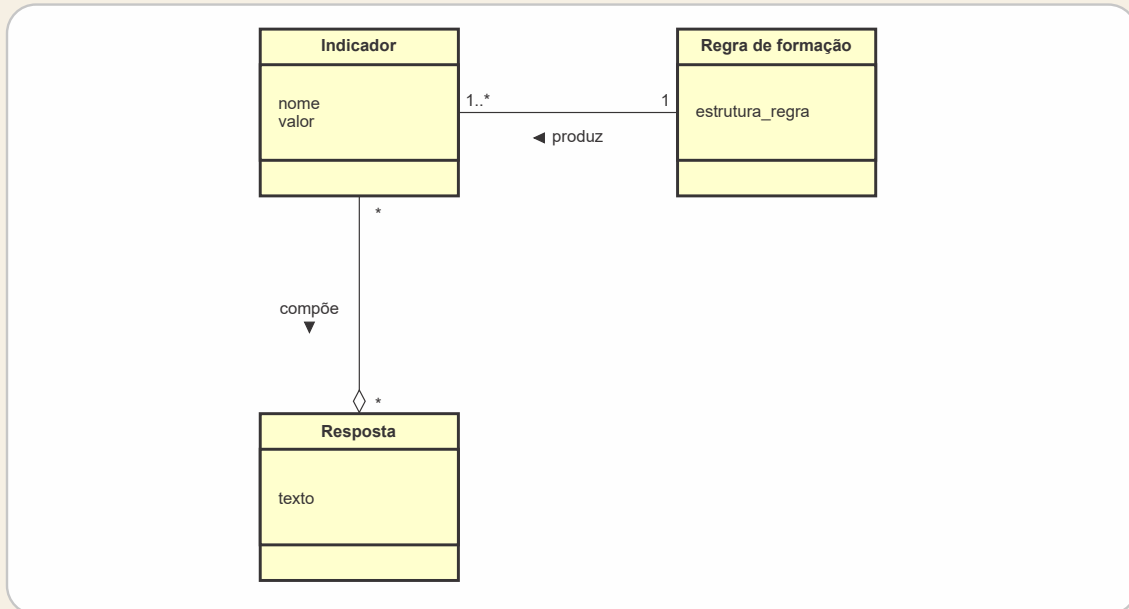 Indicador
Regra de formação
nome
valor
1..*
1
estrutura_regra
◄ produz
*
compõe
▼
*
Resposta
texto